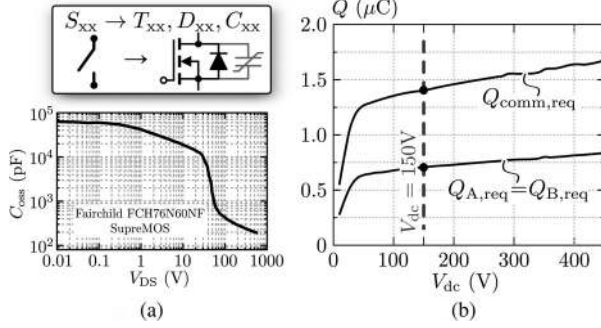 (a)
S_xx → T_xx, D_xx, C_xx
→
10^5
10^4
10^3
10^2
C_oss (pF)
Fairchild FCH76N60NF
SupreMOS
0.01 0.1 1 10 100 1000
V_DS (V)
(a)
Q (μC)
2.0
1.5
1.0
0.5
0
Q_comm,req
V_dc = 150V
Q_A,req=Q_B,req
0 100 200 300 400
V_dc (V)
(b)